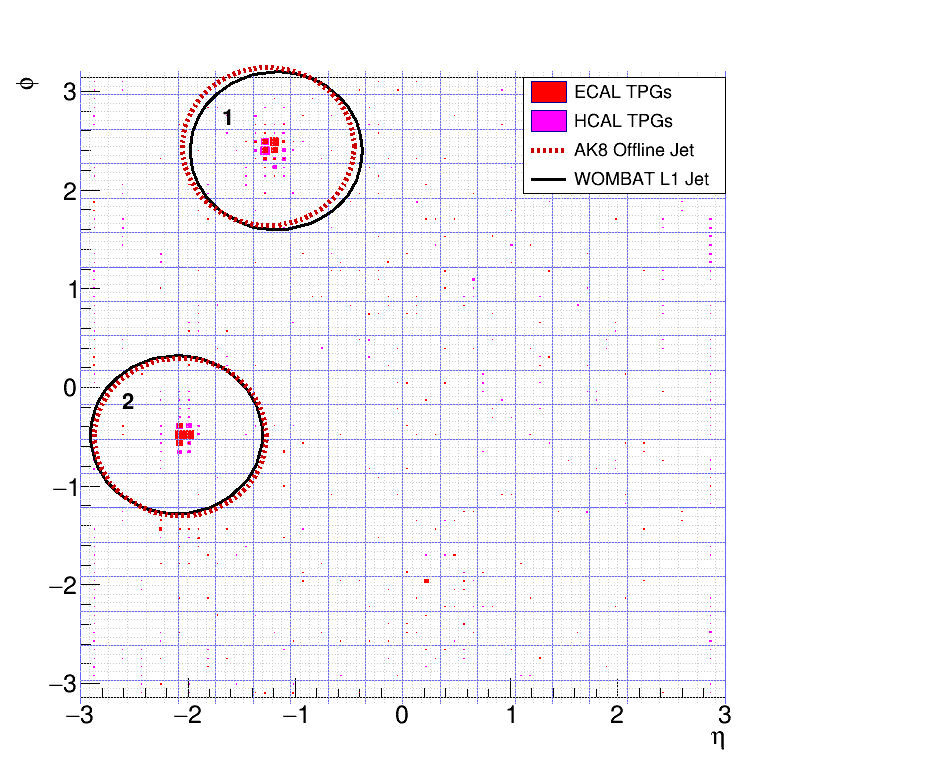 ϕ
3
2
1
0
−1
−2
−3
ECAL TPGs
HCAL TPGs
AK8 Offline Jet
WOMBAT L1 Jet
1
2
−3 −2 −1 0 1 2 3
η